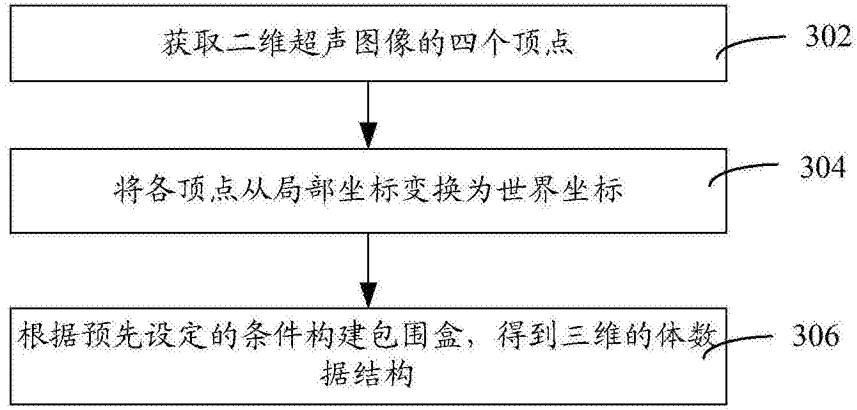 获取二维超声图像的四个顶点
302
将各顶点从局部坐标变换为世界坐标
304
根据预先设定的条件构建包围盒，得到三维的体数
据结构
306